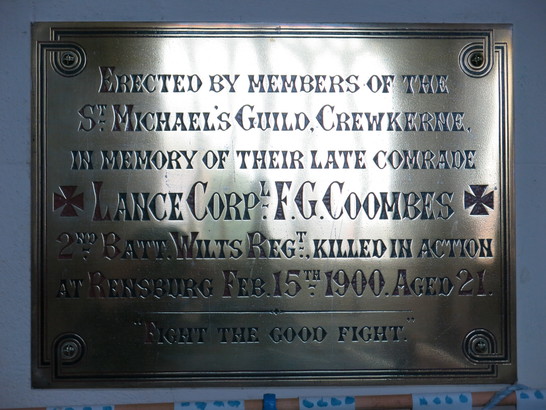 Erected by members of the
St. Michael's Guild, Crewkerne,
in memory of their late comrade
Lance Corpl. F.G. Coombes
2nd Batt. Wilts Regt., killed in action
at Rensburg Feb. 15th 1900. Aged 21.
"Fight the good fight."